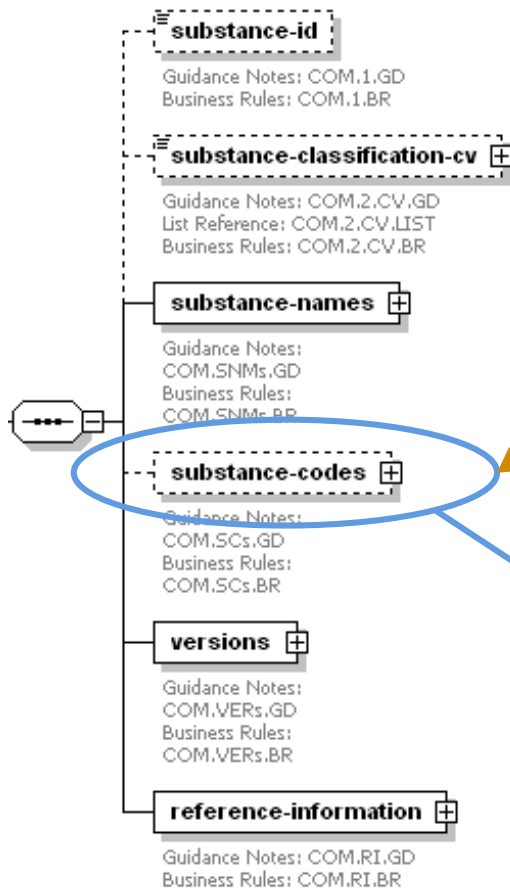 substance-id
Guidance Notes: COM.1.GD
Business Rules: COM.1.BR
substance-classification-cv
Guidance Notes: COM.2.CV.GD
List Reference: COM.2.CV.LIST
Business Rules: COM.2.CV.BR
substance-names
Guidance Notes:
COM.SNMs.GD
Business Rules:
COM.SNMs.BR
substance-codes
Guidance Notes:
COM.SCs.GD
Business Rules:
COM.SCs.BR
versions
Guidance Notes:
COM.VERs.GD
Business Rules:
COM.VERs.BR
reference-information
Guidance Notes: COM.RI.GD
Business Rules: COM.RI.BR